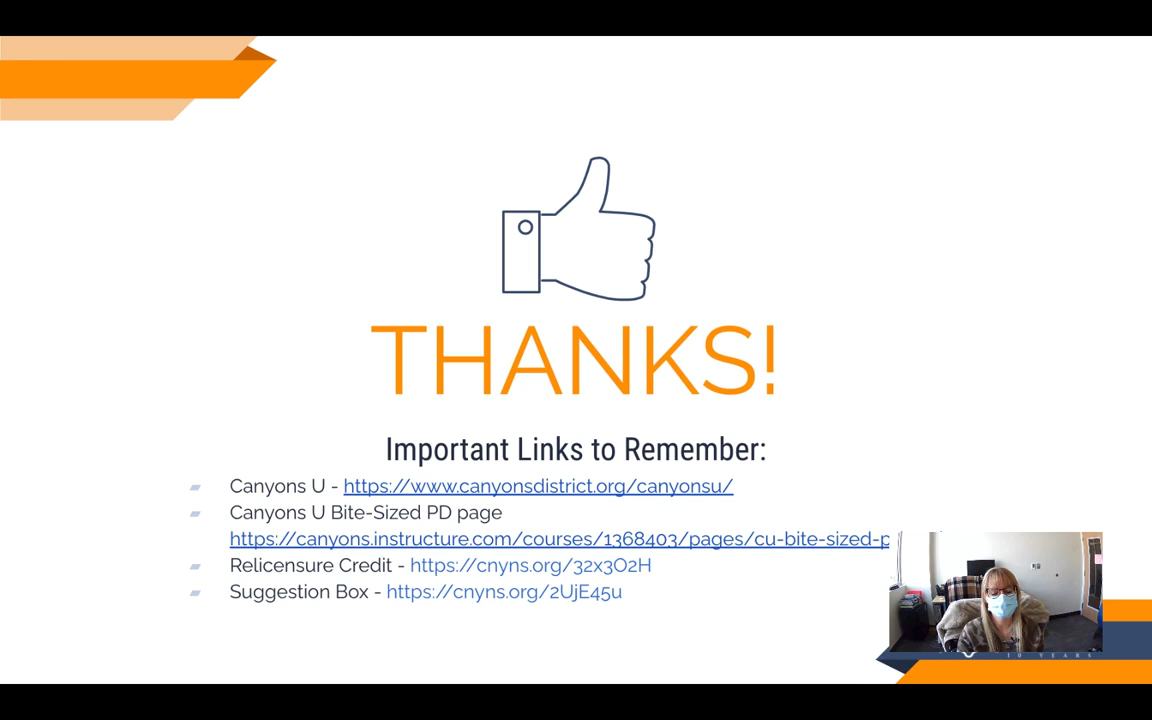 THANKS!
Important Links to Remember:
Canyons U - https://www.canyonsdistrict.org/canyonsu/
Canyons U Bite-Sized PD page
https://canyons.instructure.com/courses/1368403/pages/cu-bite-sized-p
Relicensure Credit - https://cnyns.org/32x3O2H
Suggestion Box - https://cnyns.org/2UjE45u
10 YEARS